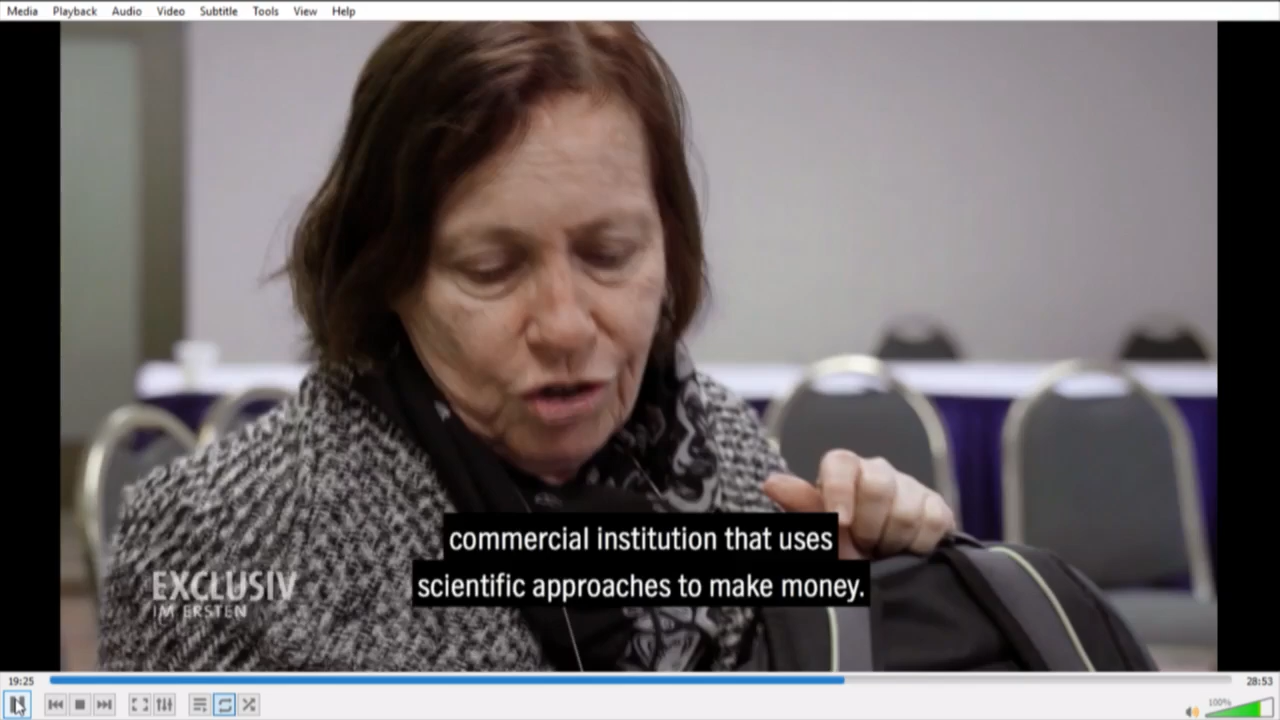 Media Playback Audio Video Subtitle Tools View Help
commercial institution that uses
scientific approaches to make money.
EXCLUSIV
IM ERSTEN
19:25
28:53
100%